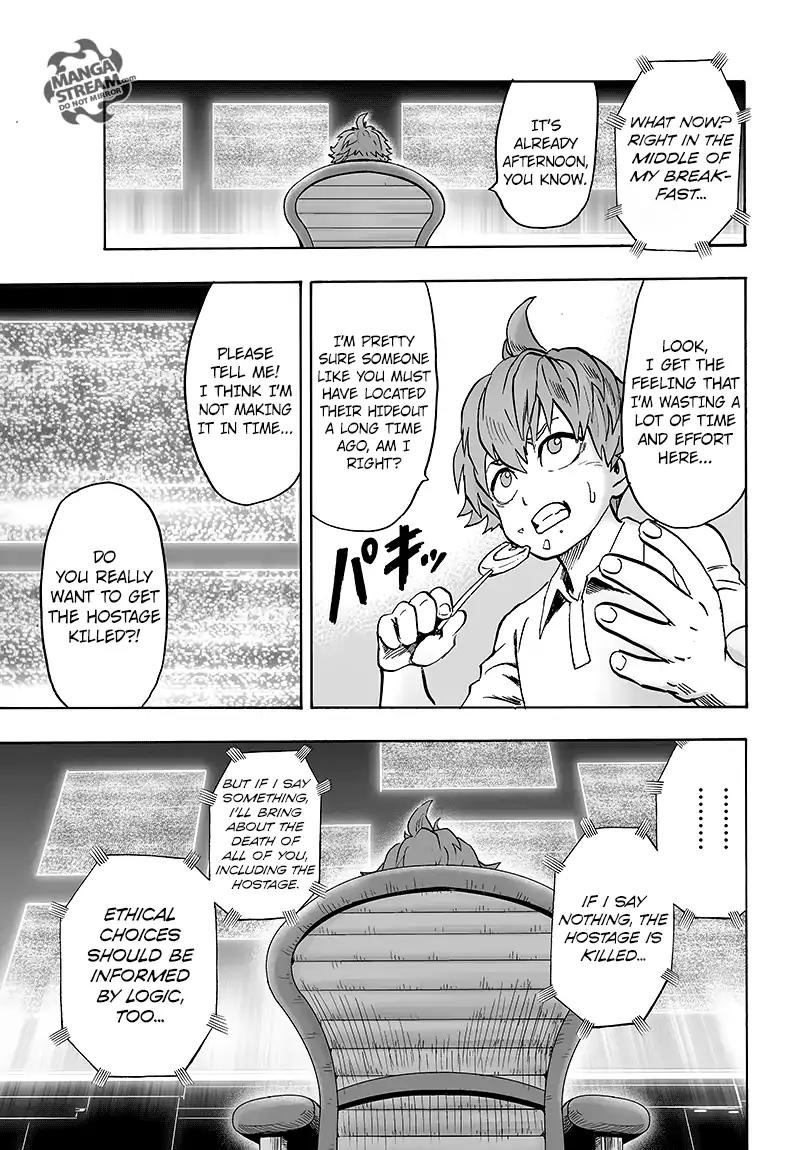 MANGA
STREAM.com
DO NOT MIRROR
WHAT NOW?
RIGHT IN THE
MIDDLE OF
MY BREAK-
FAST...
IT'S
ALREADY
AFTERNOON,
YOU KNOW.
LOOK,
I GET THE
FEELING THAT
I'M WASTING A
LOT OF TIME
AND EFFORT
HERE...
I'M PRETTY
SURE SOMEONE
LIKE YOU MUST
HAVE LOCATED
THEIR HIDEOUT
A LONG TIME
AGO, AM I
RIGHT?
パキッ
PLEASE
TELL ME!
I THINK I'M
NOT MAKING
IT IN TIME...
DO
YOU REALLY
WANT TO GET
THE HOSTAGE
KILLED?!
........
IF I SAY
NOTHING, THE
HOSTAGE IS
KILLED...
BUT IF I SAY
SOMETHING,
I'LL BRING
ABOUT THE
DEATH OF
ALL OF YOU,
INCLUDING THE
HOSTAGE.
ETHICAL
CHOICES
SHOULD BE
INFORMED
BY LOGIC,
TOO...